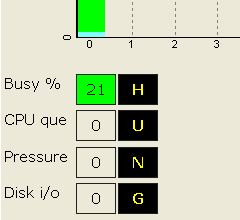 0
0 1 2 3
Busy % 21 H
CPU que 0 U
Pressure 0 N
Disk i/o 0 G